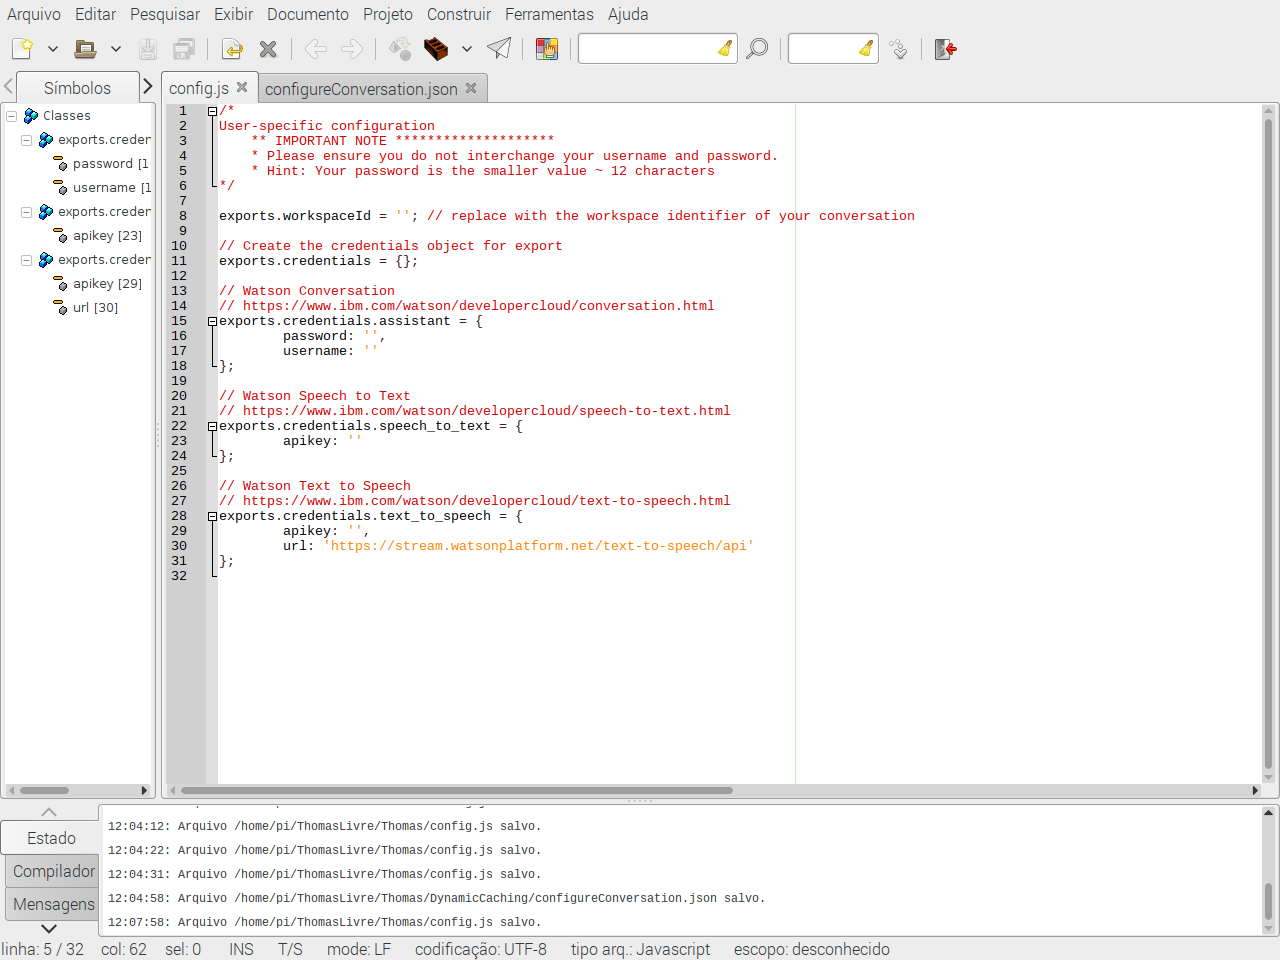 Arquivo Editar Pesquisar Exibir Documento Projeto Construir Ferramentas Ajuda
Símbolos
config.js
configureConversation.json
Classes
exports.creden
password [1
username [1
exports.creden
apikey [23]
exports.creden
apikey [29]
url [30]
1 /*
2 User-specific configuration
3 ** IMPORTANT NOTE ********************
4 * Please ensure you do not interchange your username and password.
5 * Hint: Your password is the smaller value ~ 12 characters
6 */
7
8 exports.workspaceId = ''; // replace with the workspace identifier of your conversation
9
10 // Create the credentials object for export
11 exports.credentials = {};
12
13 // Watson Conversation
14 // https://www.ibm.com/watson/developercloud/conversation.html
15 exports.credentials.assistant = {
16 password: '',
17 username: ''
18 };
19
20 // Watson Speech to Text
21 // https://www.ibm.com/watson/developercloud/speech-to-text.html
22 exports.credentials.speech_to_text = {
23 apikey: ''
24 };
25
26 // Watson Text to Speech
27 // https://www.ibm.com/watson/developercloud/text-to-speech.html
28 exports.credentials.text_to_speech = {
29 apikey: '',
30 url: 'https://stream.watsonplatform.net/text-to-speech/api'
31 };
32
Estado
Compilador
Mensagens
12:04:12: Arquivo /home/pi/ThomasLivre/Thomas/config.js salvo.
12:04:22: Arquivo /home/pi/ThomasLivre/Thomas/config.js salvo.
12:04:31: Arquivo /home/pi/ThomasLivre/Thomas/config.js salvo.
12:04:58: Arquivo /home/pi/ThomasLivre/Thomas/DynamicCaching/configureConversation.json salvo.
12:07:58: Arquivo /home/pi/ThomasLivre/Thomas/config.js salvo.
linha: 5 / 32 col: 62 sel: 0 INS T/S mode: LF codificação: UTF-8 tipo arq.: Javascript escopo: desconhecido